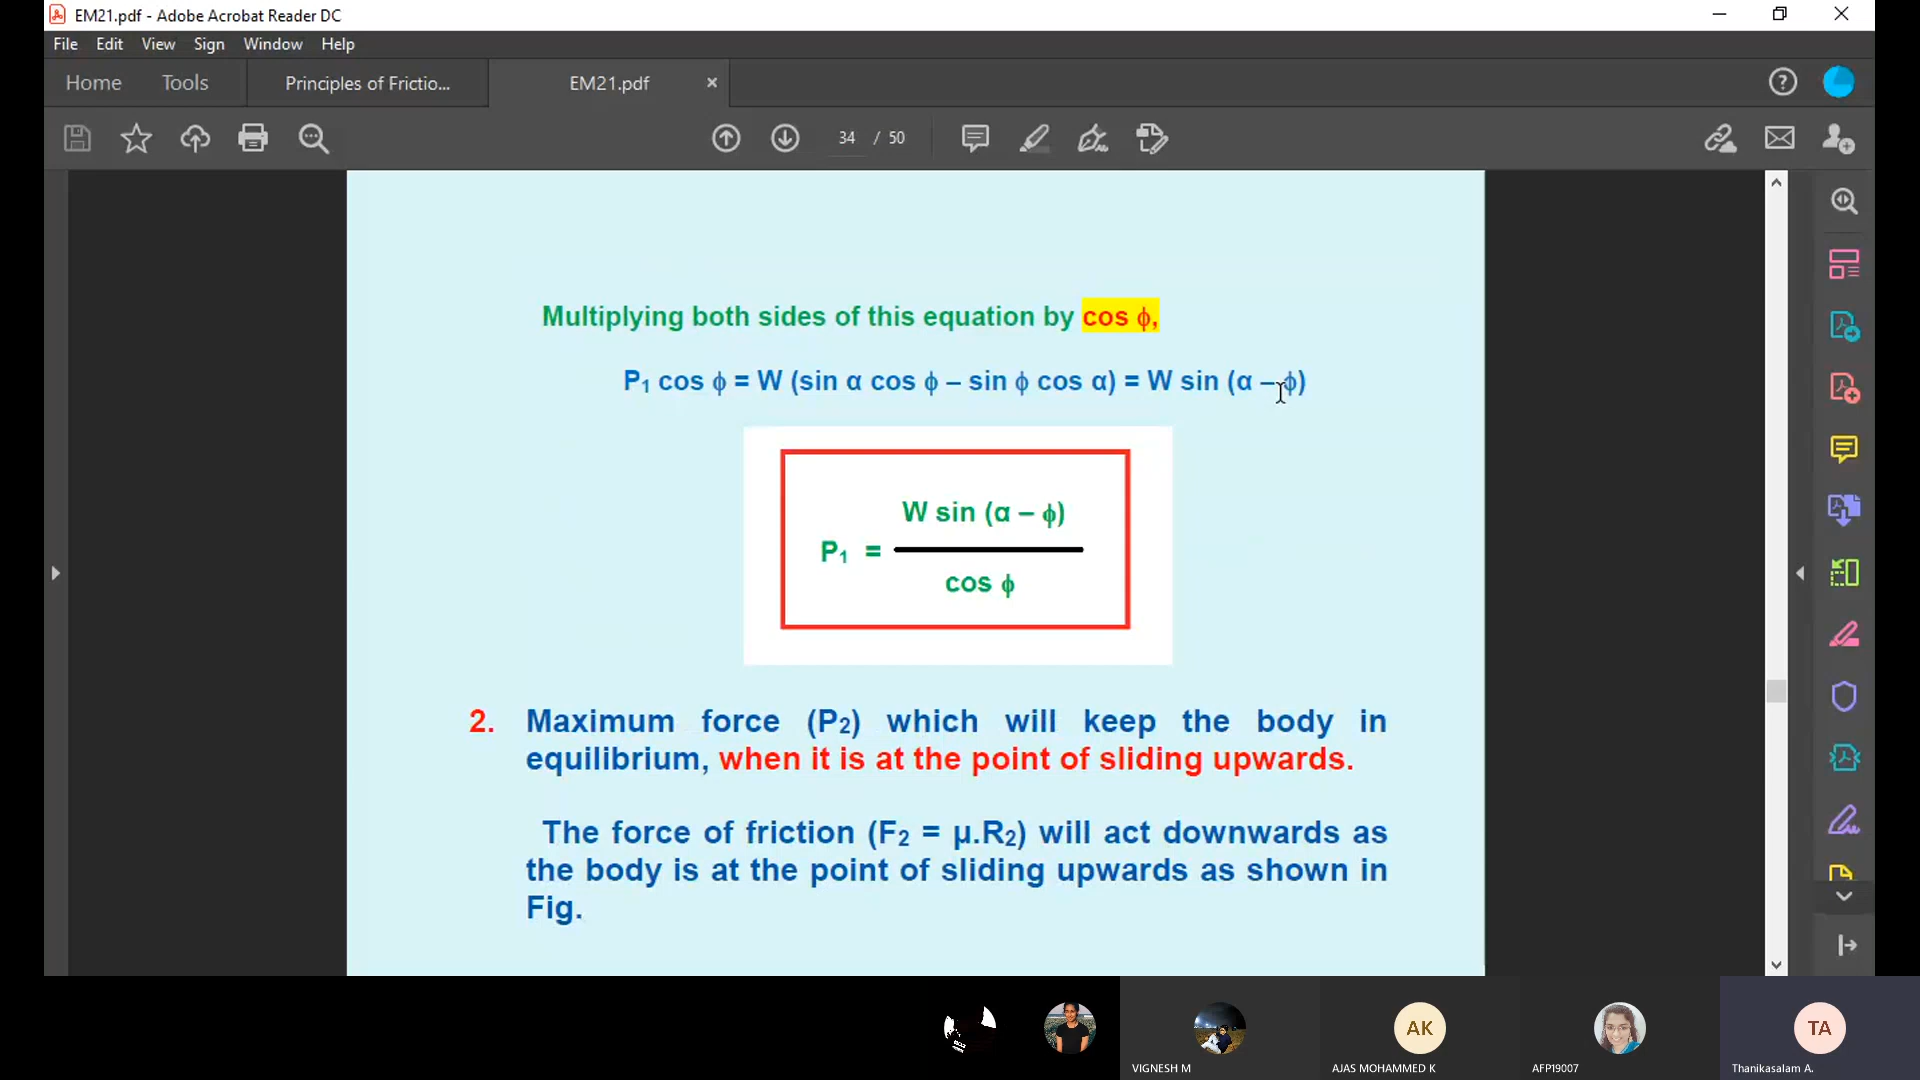 EM21.pdf - Adobe Acrobat Reader DC
File Edit View Sign Window Help
Home Tools Principles of Frictio... EM21.pdf ×
34 / 50
Multiplying both sides of this equation by cos ϕ,
P₁ cos ϕ = W (sin α cos ϕ – sin ϕ cos α) = W sin (α – ϕ)
W sin (α – ϕ)
P₁ =
cos ϕ
2. Maximum force (P₂) which will keep the body in
equilibrium, when it is at the point of sliding upwards.
The force of friction (F₂ = μ.R₂) will act downwards as
the body is at the point of sliding upwards as shown in
Fig.
AK TA
VIGNESH M AJAS MOHAMMED K AFP19007 Thanikasalam A.